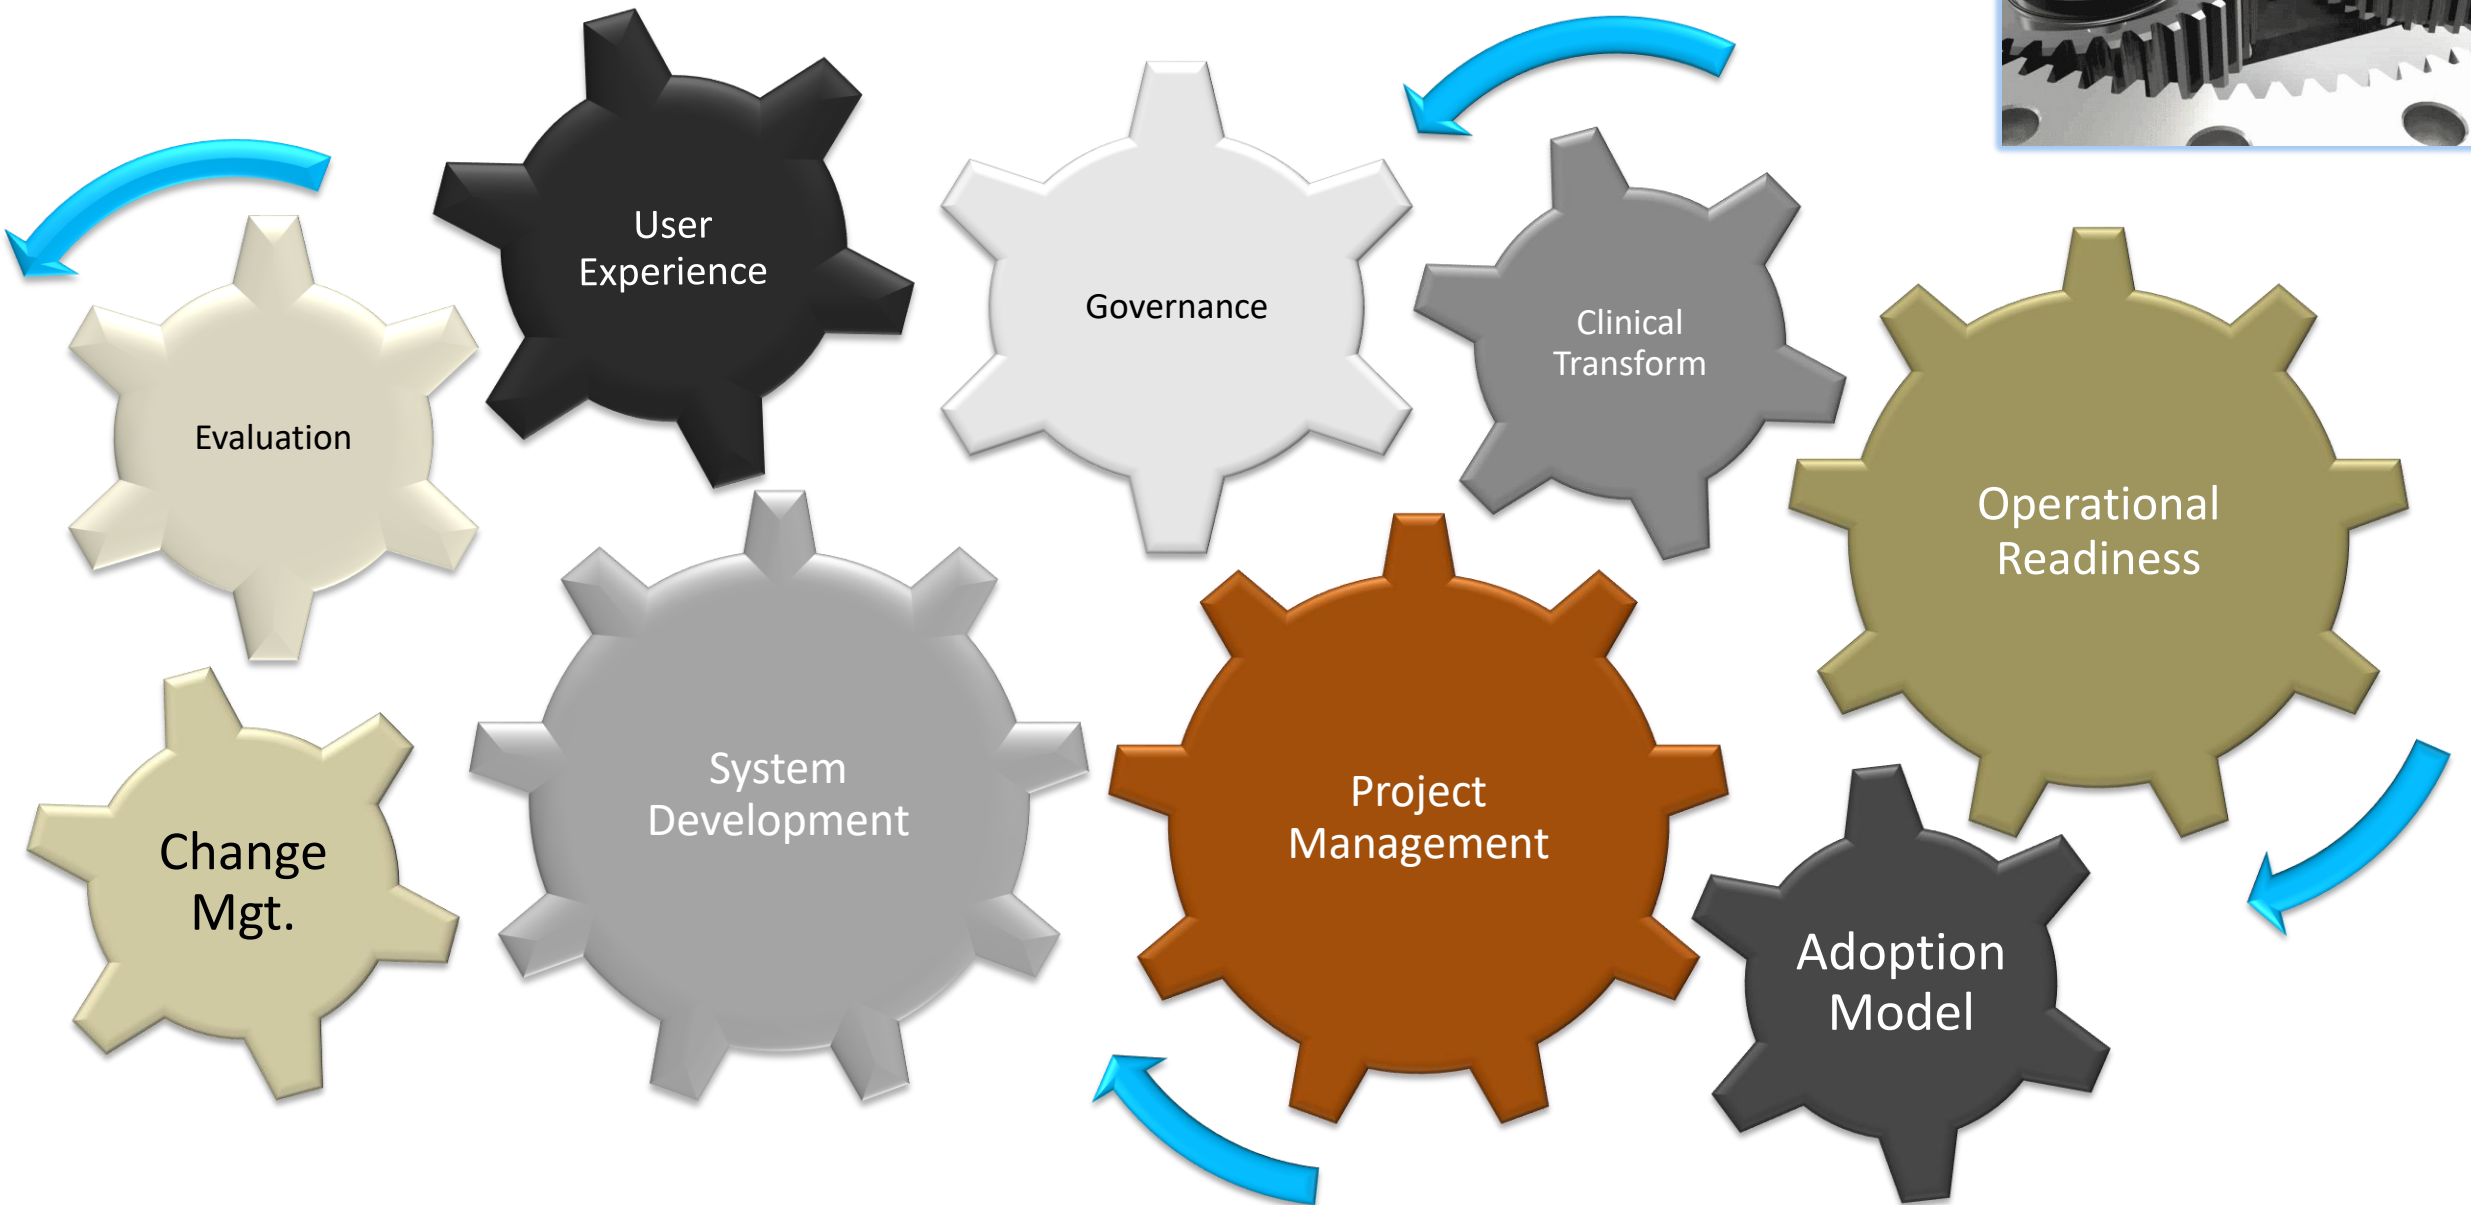 User
Experience
Governance
Clinical
Transform
Evaluation
Operational
Readiness
System
Development
Project
Management
Change
Mgt.
Adoption
Model